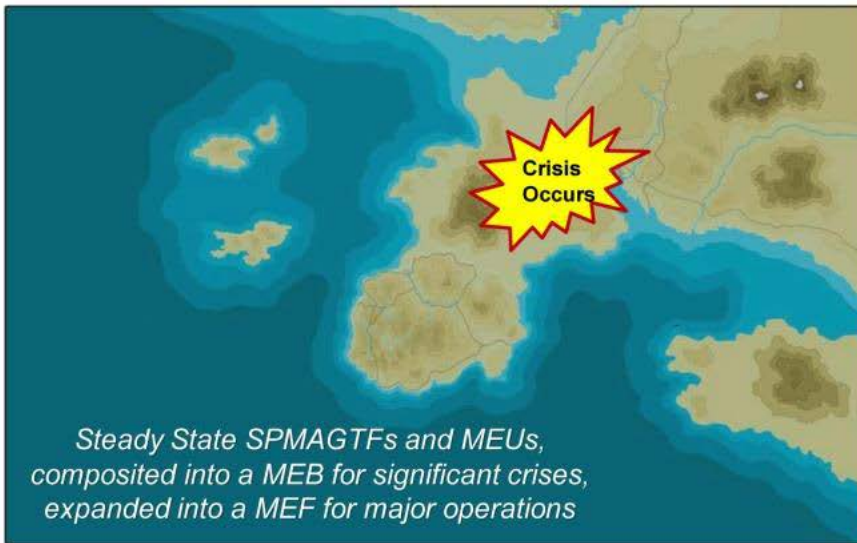 Crisis
Occurs
Steady State SPMAGTFs and MEUs,
composited into a MEB for significant crises,
expanded into a MEF for major operations